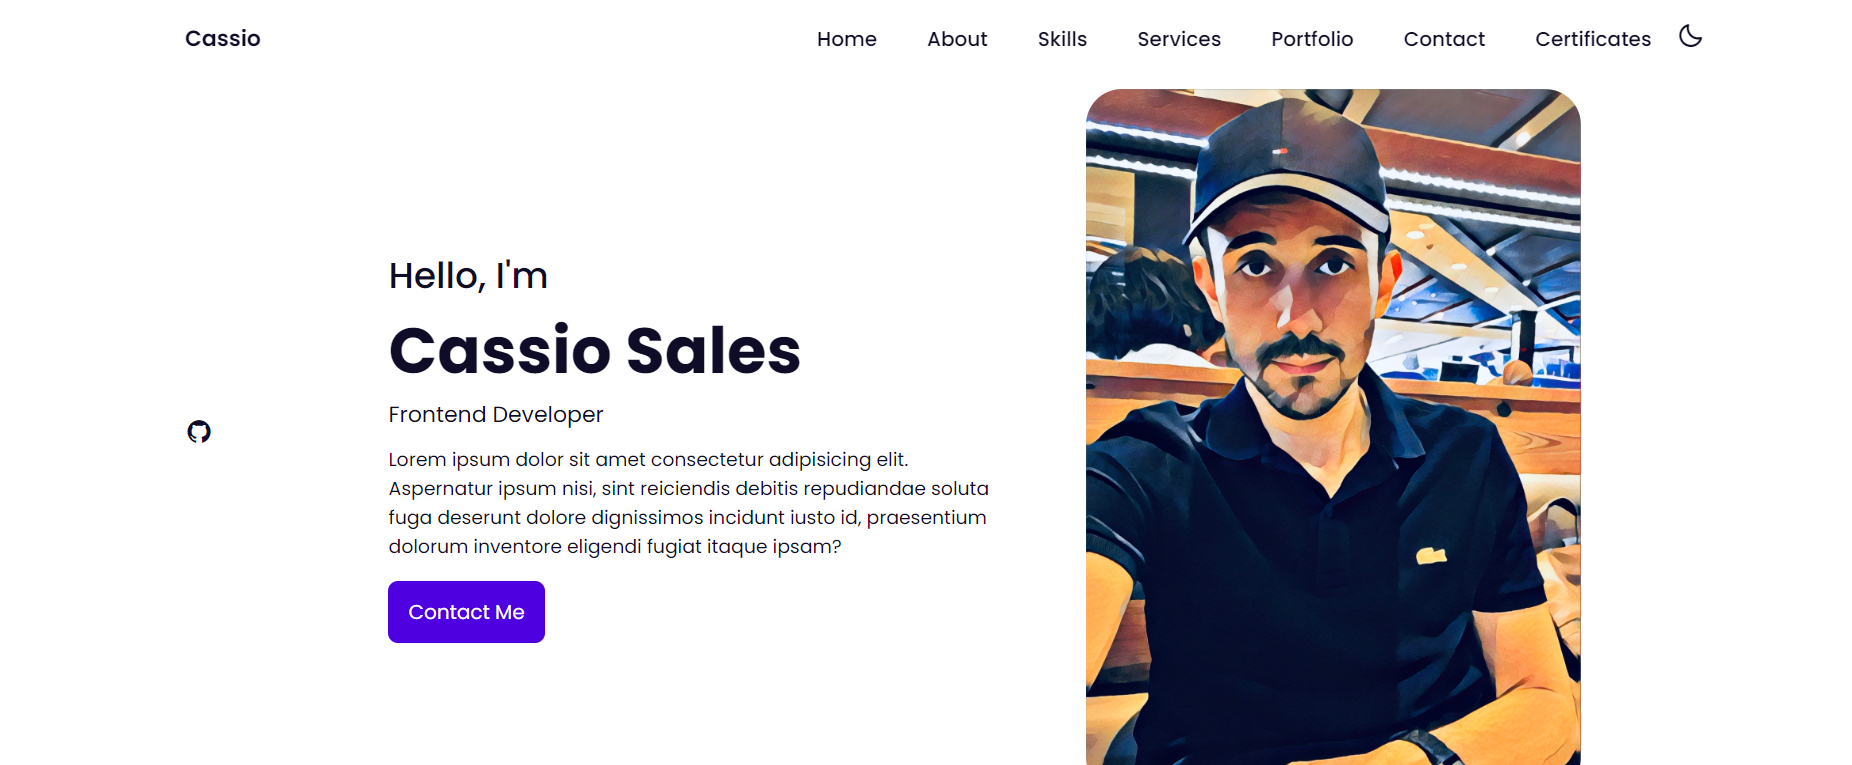 Cassio
Home About Skills Services Portfolio Contact Certificates
Hello, I'm
Cassio Sales
Frontend Developer
Lorem ipsum dolor sit amet consectetur adipisicing elit.
Aspernatur ipsum nisi, sint reiciendis debitis repudiandae soluta
fuga deserunt dolore dignissimos incidunt iusto id, praesentium
dolorum inventore eligendi fugiat itaque ipsam?
Contact Me